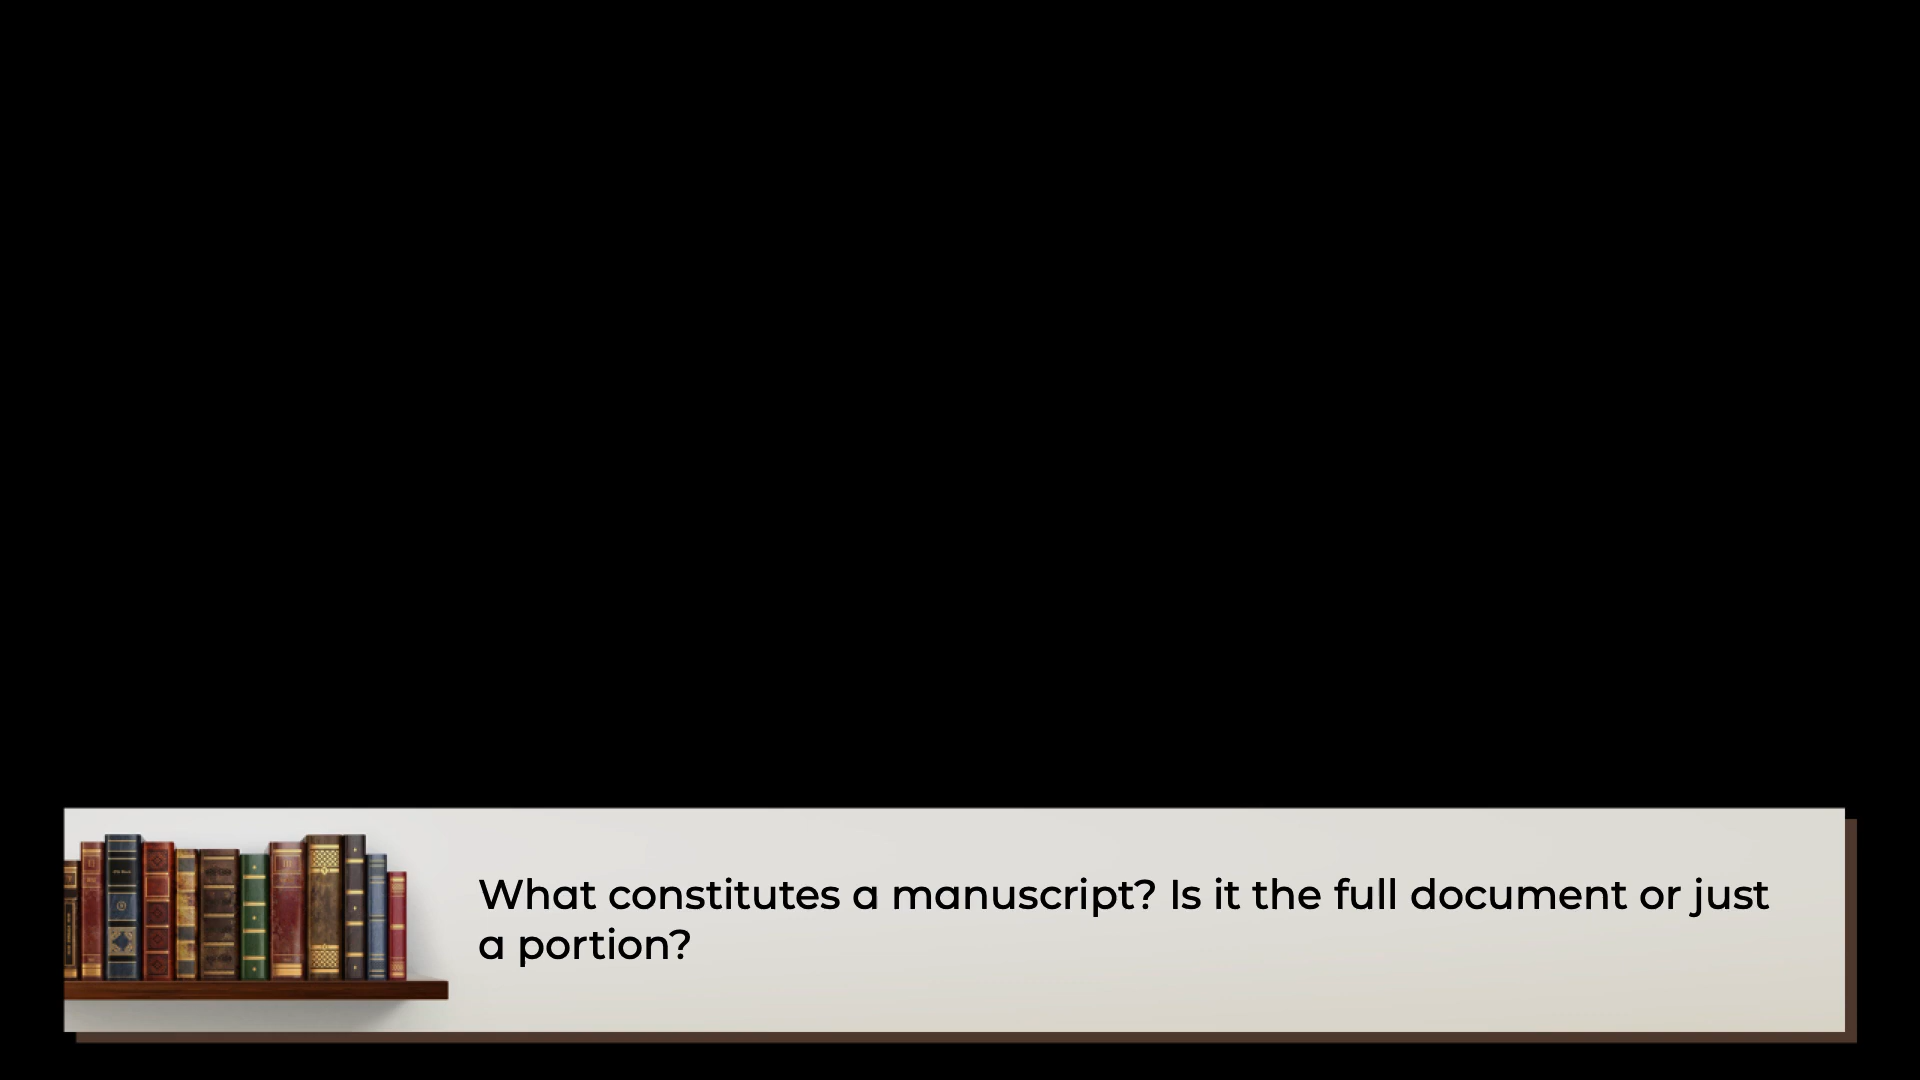 What constitutes a manuscript? Is it the full document or just
a portion?